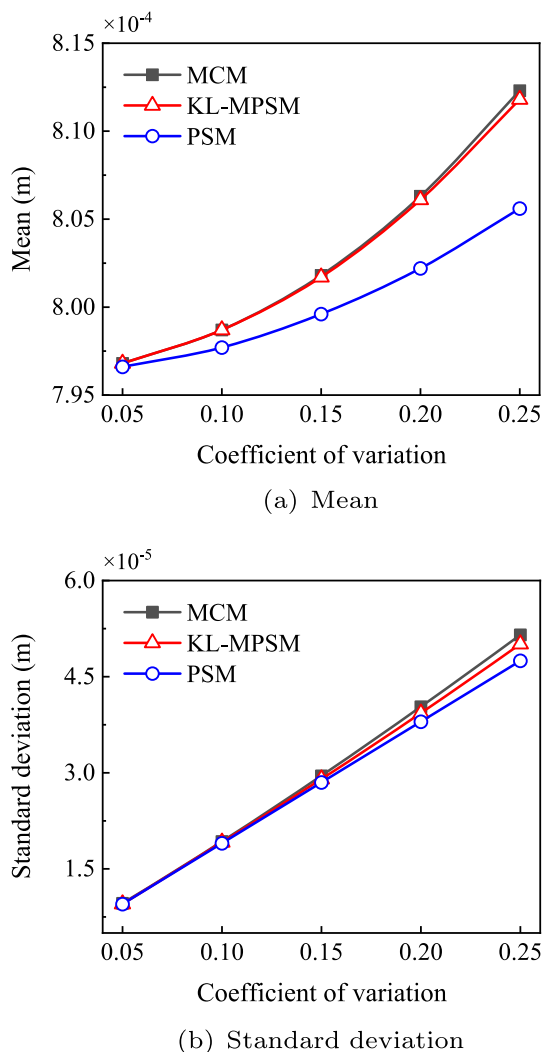 ×10⁻⁴
8.15
8.10
8.05
8.00
7.95
Mean (m)
MCM
KL-MPSM
PSM
0.05 0.10 0.15 0.20 0.25
Coefficient of variation
(a) Mean
×10⁻⁵
6.0
4.5
3.0
1.5
Standard deviation (m)
MCM
KL-MPSM
PSM
0.05 0.10 0.15 0.20 0.25
Coefficient of variation
(b) Standard deviation